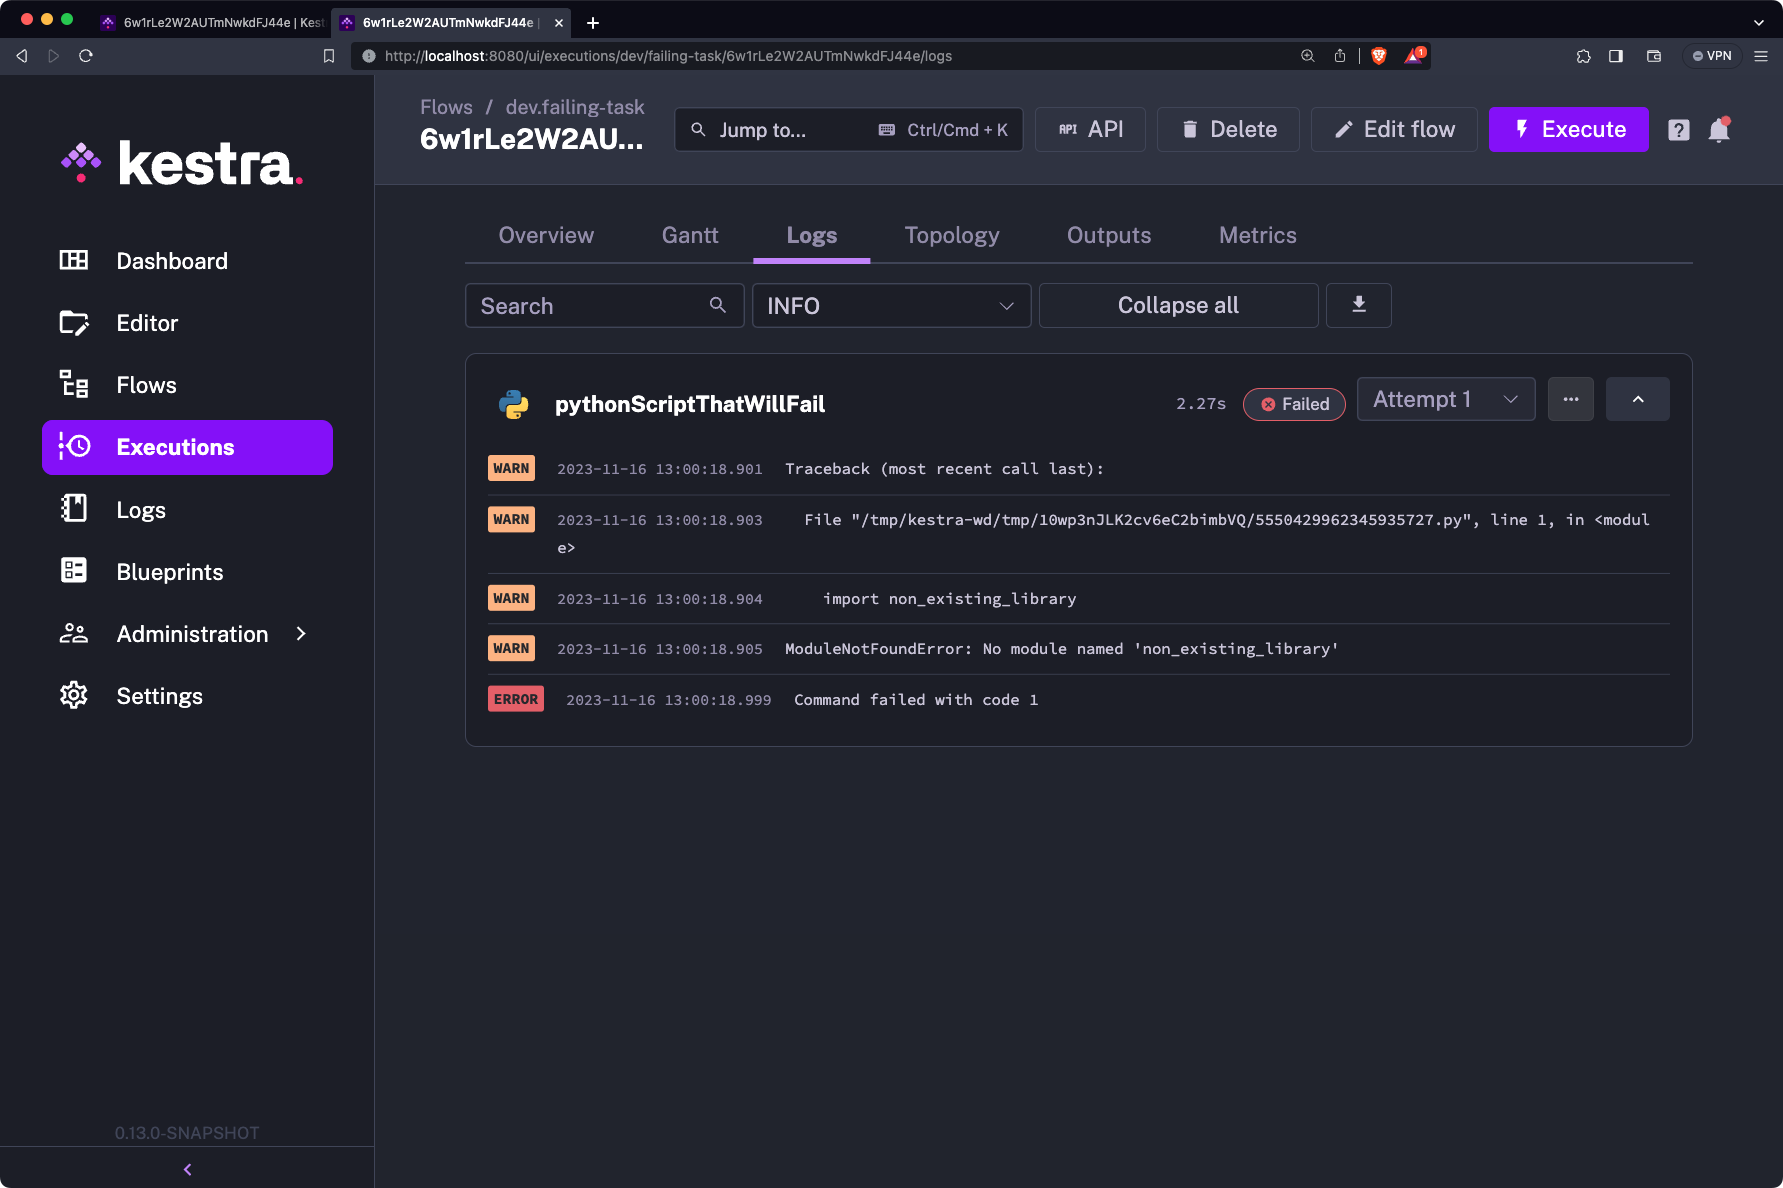 6w1rLe2W2AUTmNwkdFJ44e | Kest
6w1rLe2W2AUTmNwkdFJ44e |
http://localhost:8080/ui/executions/dev/failing-task/6w1rLe2W2AUTmNwkdFJ44e/logs
1
VPN
kestra.
Dashboard
Editor
Flows
Executions
Logs
Blueprints
Administration
Settings
0.13.0-SNAPSHOT
Flows / dev.failing-task
6w1rLe2W2AU...
Jump to... Ctrl/Cmd + K
API API
Delete
Edit flow
Execute
?
Overview Gantt Logs Topology Outputs Metrics
Search
INFO
Collapse all
pythonScriptThatWillFail
2.27s
Failed
Attempt 1
WARN 2023-11-16 13:00:18.901 Traceback (most recent call last):
WARN 2023-11-16 13:00:18.903 File "/tmp/kestra-wd/tmp/10wp3nJLK2cv6eC2bimbVQ/5550429962345935727.py", line 1, in <modul
e>
WARN 2023-11-16 13:00:18.904 import non_existing_library
WARN 2023-11-16 13:00:18.905 ModuleNotFoundError: No module named 'non_existing_library'
ERROR 2023-11-16 13:00:18.999 Command failed with code 1